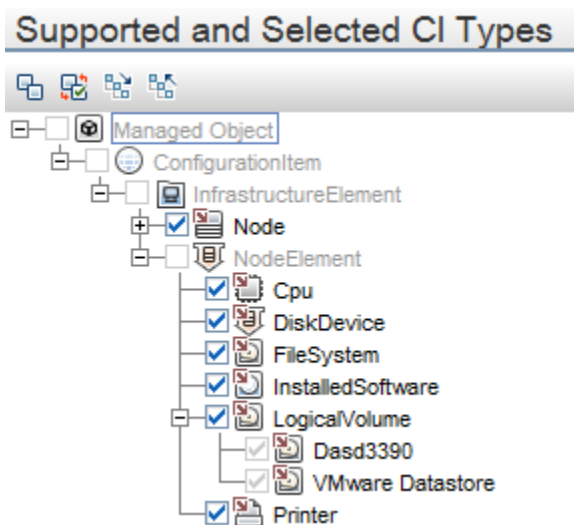 Supported and Selected CI Types
Managed Object
ConfigurationItem
InfrastructureElement
Node
NodeElement
Cpu
DiskDevice
FileSystem
InstalledSoftware
LogicalVolume
Dasd3390
VMware Datastore
Printer